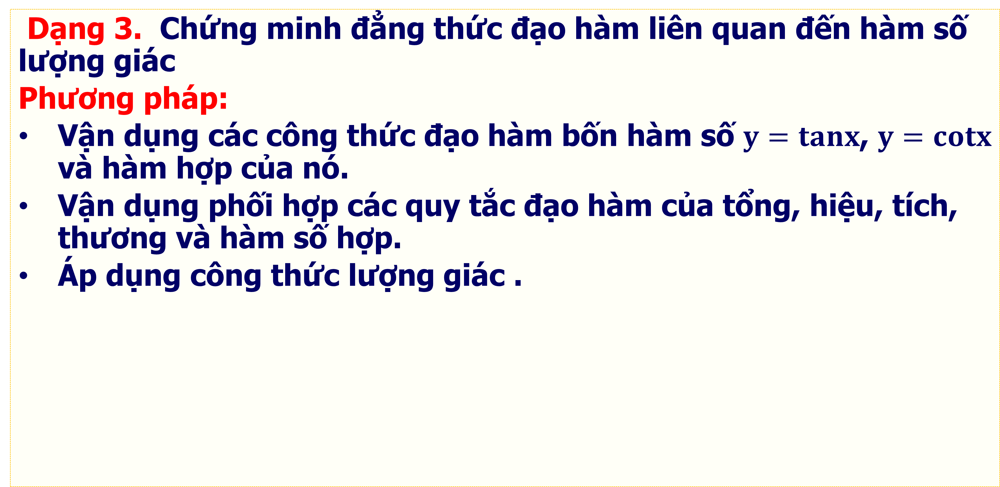 Dạng 3. Chứng minh đẳng thức đạo hàm liên quan đến hàm số
lượng giác
Phương pháp:
• Vận dụng các công thức đạo hàm bốn hàm số y = tanx, y = cotx
và hàm hợp của nó.
• Vận dụng phối hợp các quy tắc đạo hàm của tổng, hiệu, tích,
thương và hàm số hợp.
• Áp dụng công thức lượng giác .